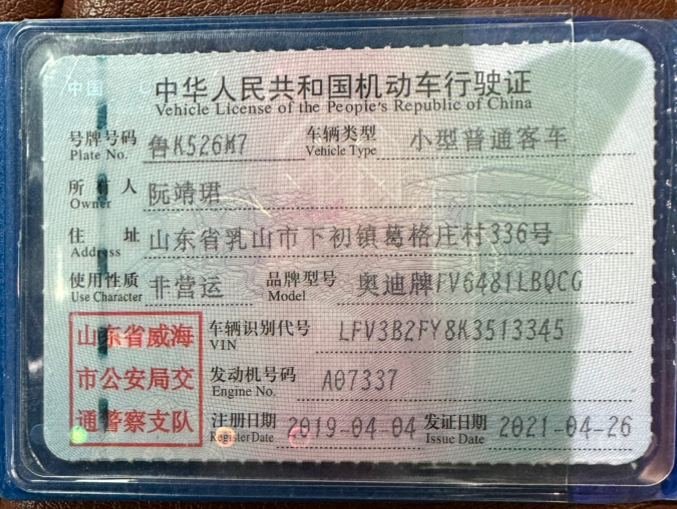 中国
中华人民共和国机动车行驶证
Vehicle License of the People's Republic of China
号牌号码 鲁K526M7 车辆类型 小型普通客车
Plate No. Vehicle Type
所有人 阮靖珺
Owner
住址 山东省乳山市下初镇葛格庄村336号
Address
使用性质 非营运 品牌型号 奥迪牌FV6481LBQCG
Use Character Model
山东省威海 车辆识别代号 LFV3B2FY8K3513345
VIN
市公安局交 发动机号码 A07337
Engine No.
通警察支队 注册日期 2019-04-04 发证日期 2021-04-26
Register Date Issue Date